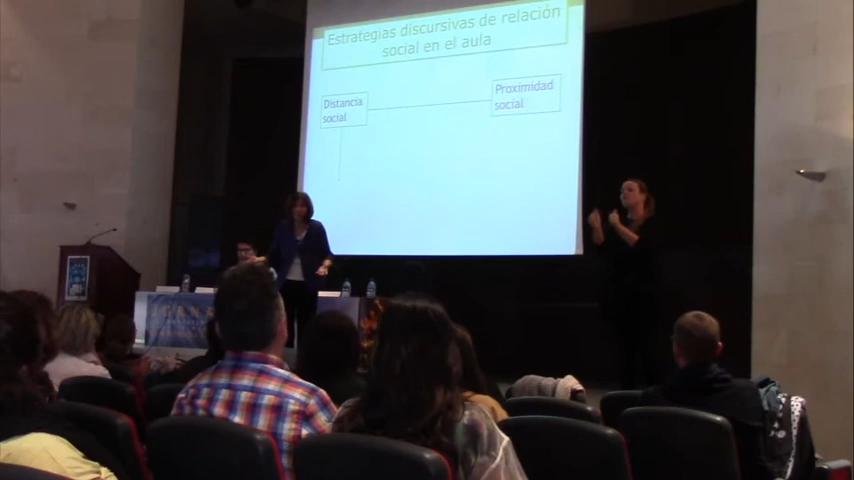 Estrategias discursivas de relación
social en el aula
Distancia
social
Proximidad
social